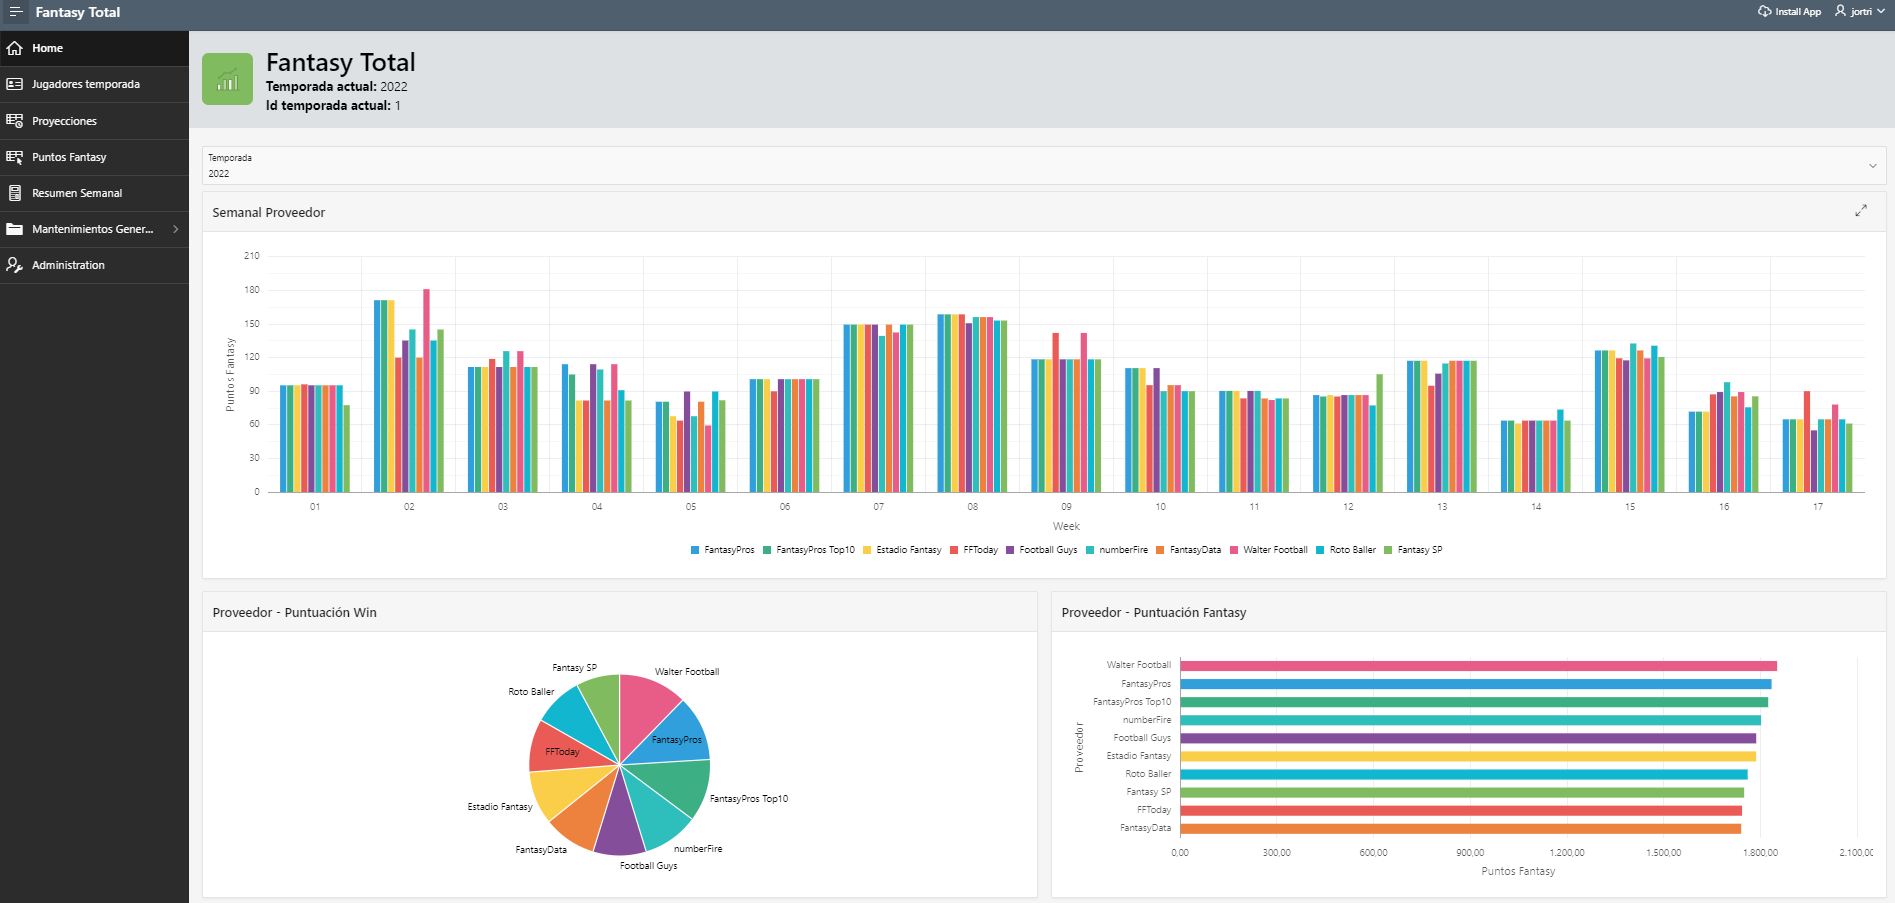 Fantasy Total
Install App
jortri
Home
Jugadores temporada
Proyecciones
Puntos Fantasy
Resumen Semanal
Mantenimientos Gener...
Administration
Fantasy Total
Temporada actual: 2022
Id temporada actual: 1
Temporada
2022
Semanal Proveedor
Puntos Fantasy
210
180
150
120
90
60
30
0
01 02 03 04 05 06 07 08 09 10 11 12 13 14 15 16 17
Week
FantasyPros FantasyPros Top10 Estadio Fantasy FFToday Football Guys numberFire FantasyData Walter Football Roto Baller Fantasy SP
Proveedor - Puntuación Win
Fantasy SP
Walter Football
Roto Baller
FantasyPros
FFToday
FantasyPros Top10
Estadio Fantasy
numberFire
FantasyData
Football Guys
Proveedor - Puntuación Fantasy
Proveedor
Walter Football
FantasyPros
FantasyPros Top10
numberFire
Football Guys
Estadio Fantasy
Roto Baller
Fantasy SP
FFToday
FantasyData
0,00 300,00 600,00 900,00 1.200,00 1.500,00 1.800,00 2.100,00
Puntos Fantasy